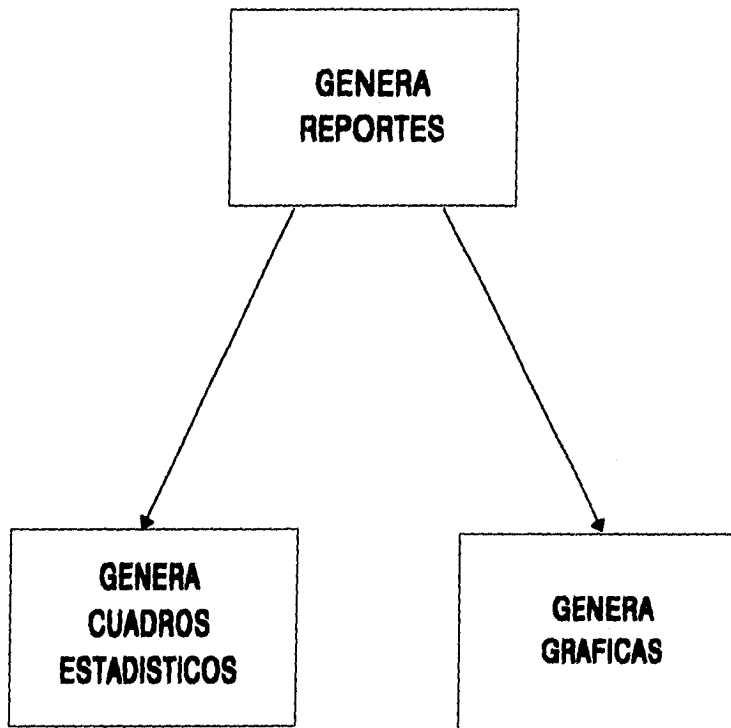 GENERA
REPORTES
GENERA
CUADROS
ESTADISTICOS
GENERA
GRAFICAS